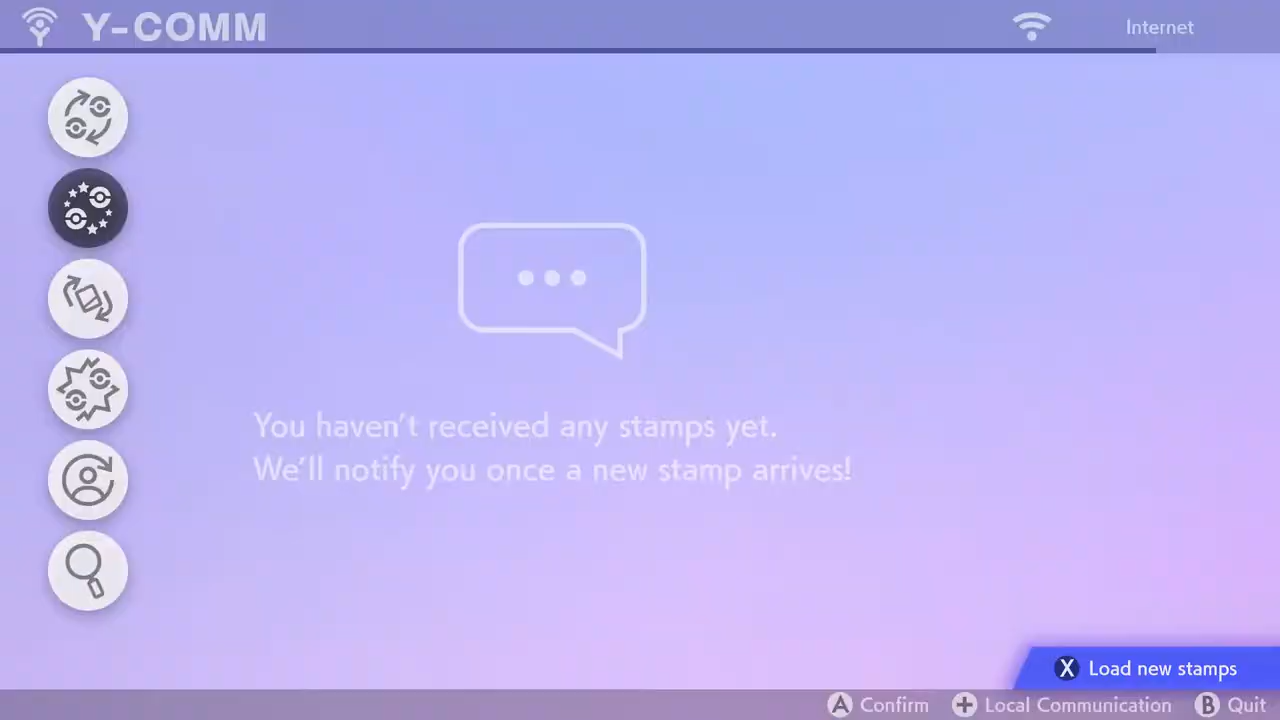 Y-COMM
Internet
You haven't received any stamps yet.
We'll notify you once a new stamp arrives!
X Load new stamps
A Confirm + Local Communication B Quit